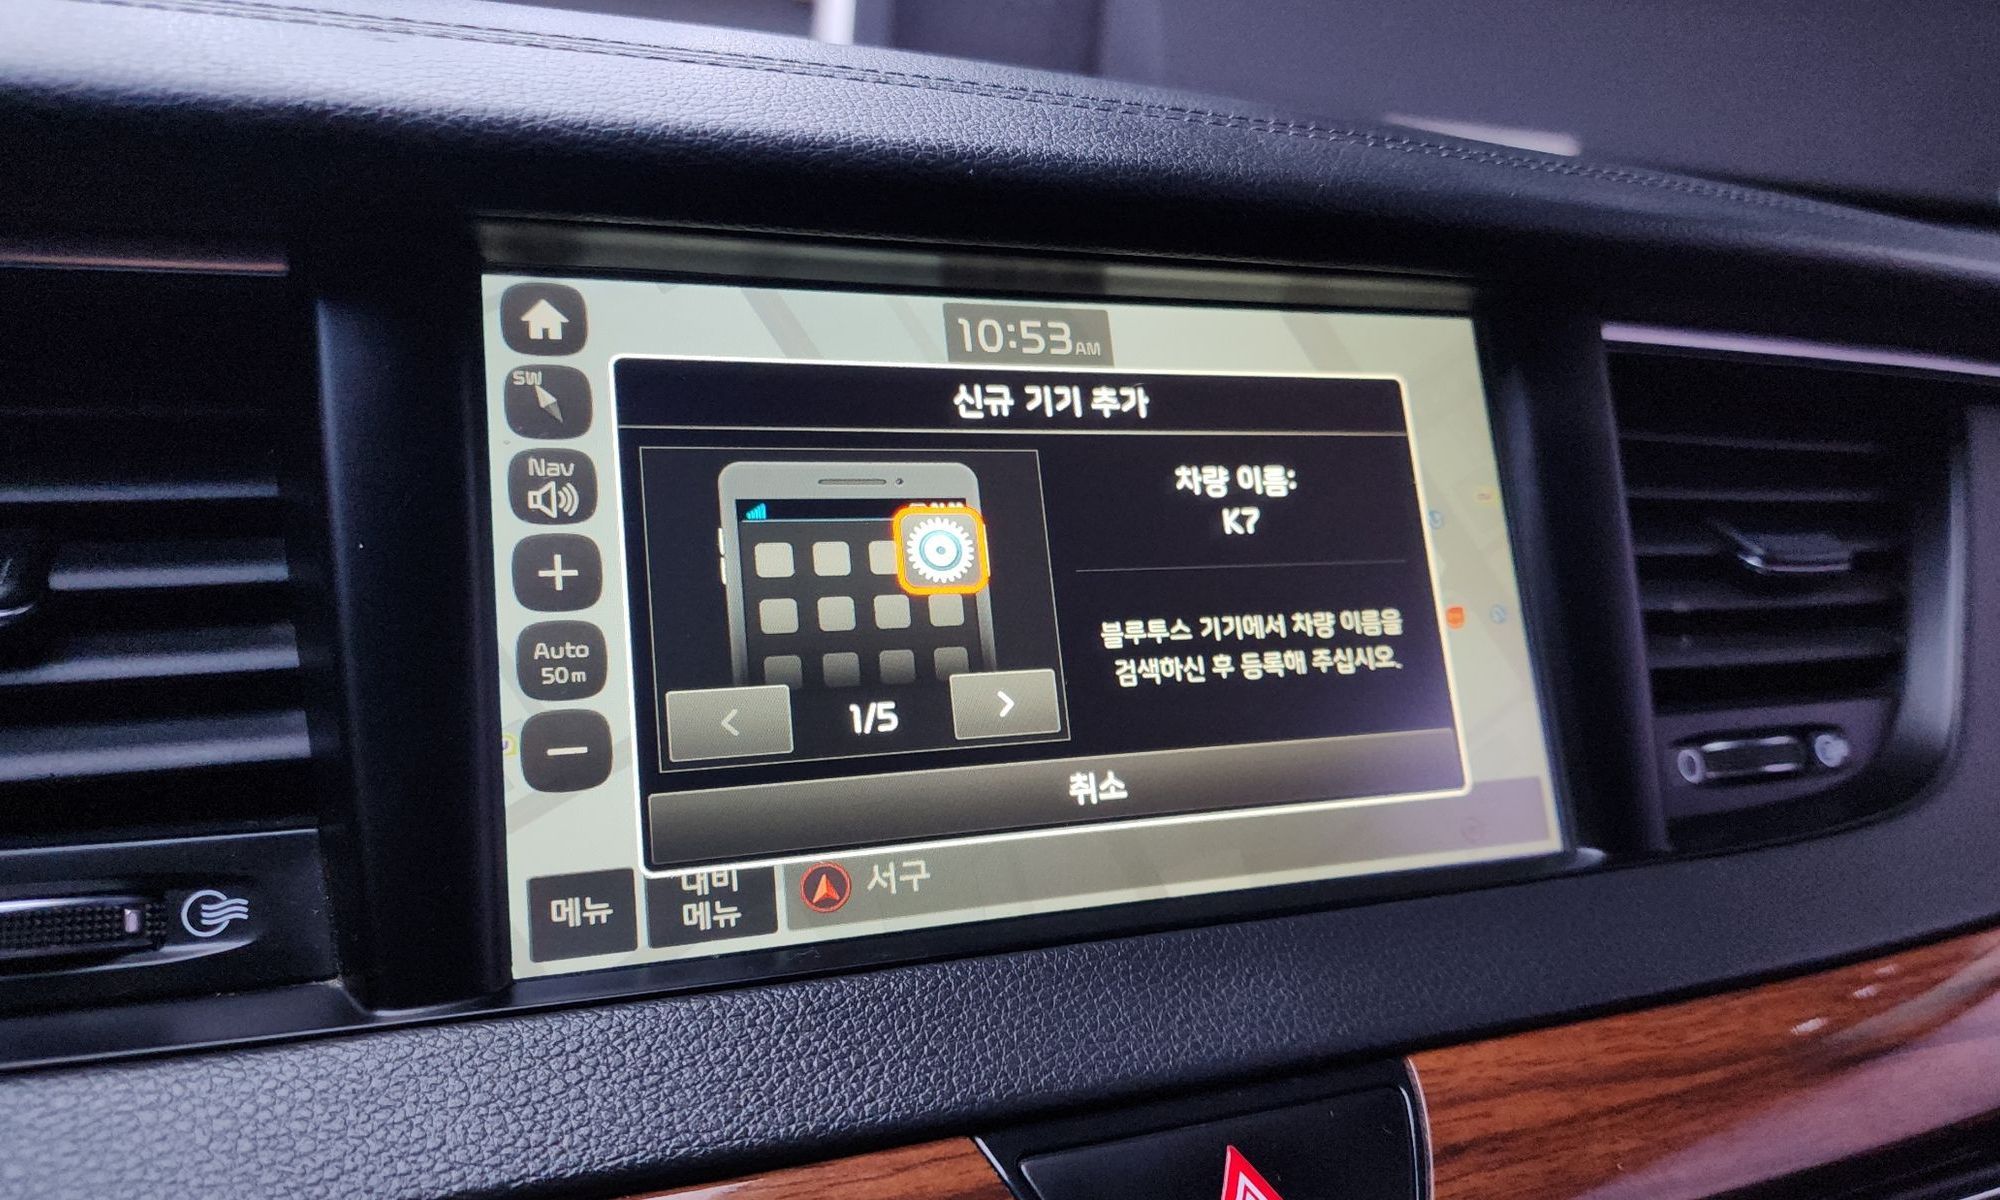 10:53 AM
SW
Nav
Auto
50m
신규 기기 추가
차량 이름:
K7
블루투스 기기에서 차량 이름을
검색하신 후 등록해 주십시오.
1/5
취소
메뉴
내비
메뉴
서구